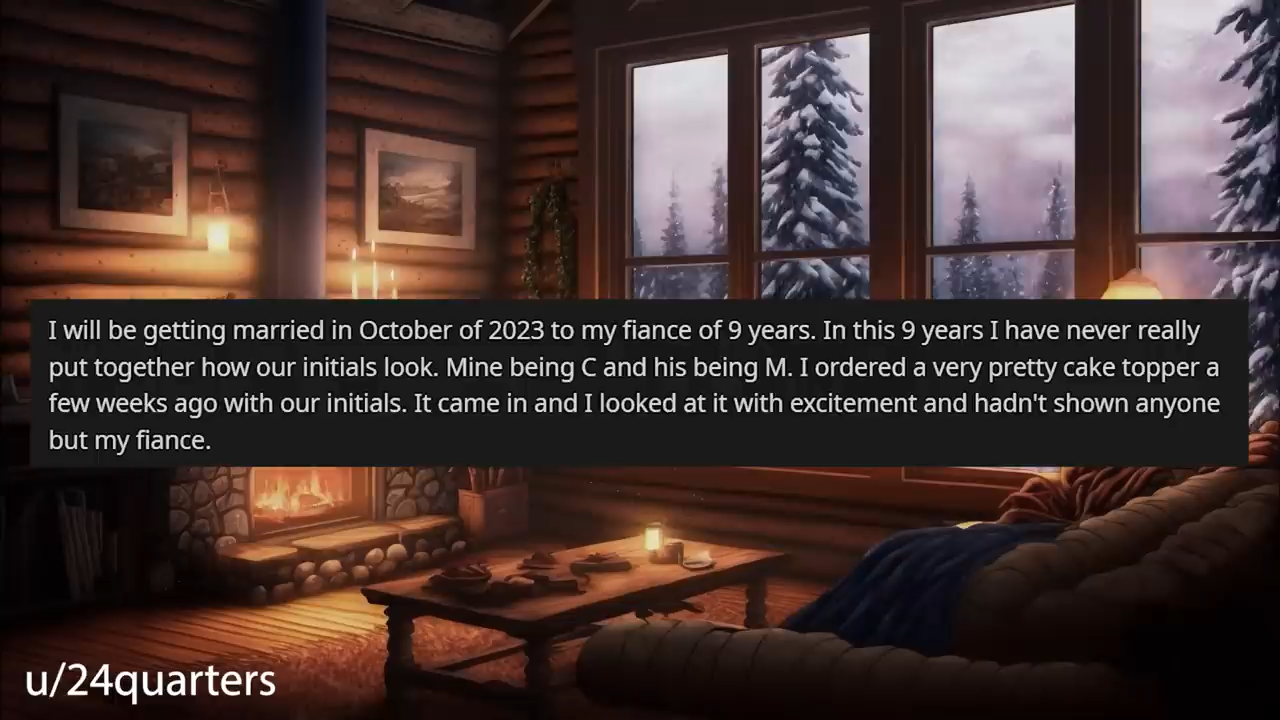 I will be getting married in October of 2023 to my fiance of 9 years. In this 9 years I have never really
put together how our initials look. Mine being C and his being M. I ordered a very pretty cake topper a
few weeks ago with our initials. It came in and I looked at it with excitement and hadn't shown anyone
but my fiance.
u/24quarters